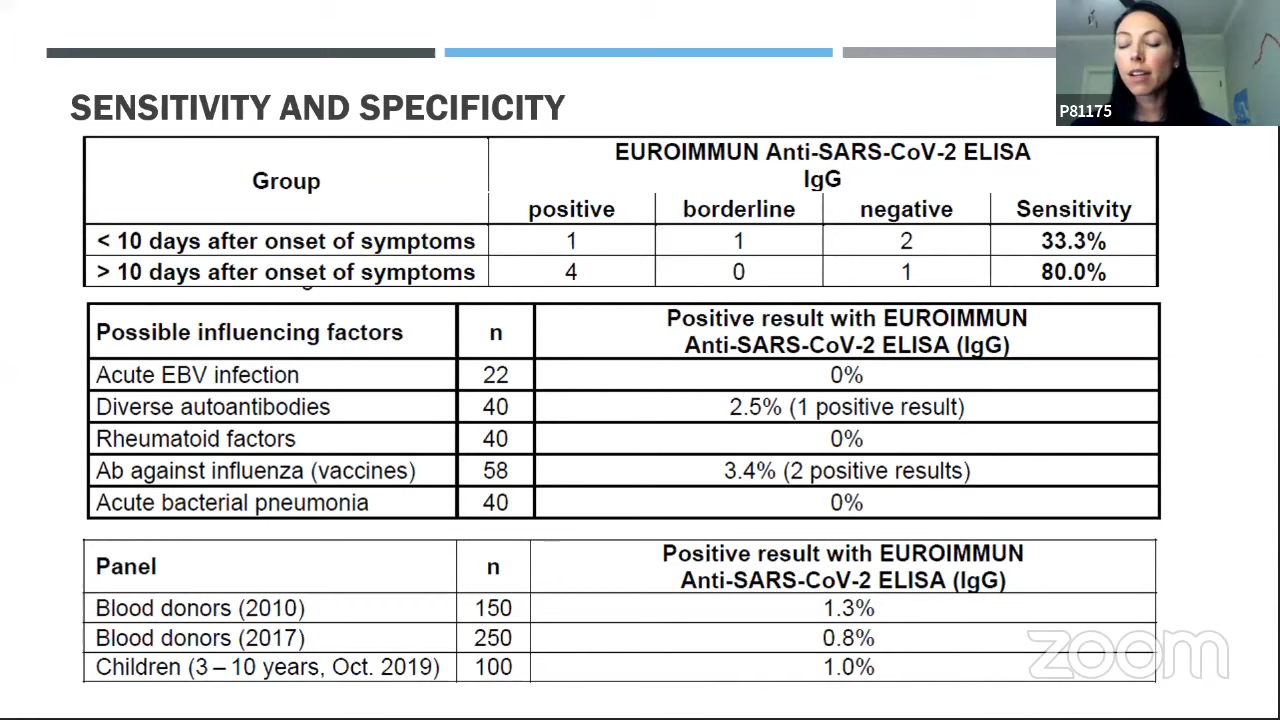 P81175
SENSITIVITY AND SPECIFICITY
Group
EUROIMMUN Anti-SARS-CoV-2 ELISA
IgG
positive borderline negative Sensitivity
< 10 days after onset of symptoms 1 1 2 33.3%
> 10 days after onset of symptoms 4 0 1 80.0%
Possible influencing factors n Positive result with EUROIMMUN
Anti-SARS-CoV-2 ELISA (IgG)
Acute EBV infection 22 0%
Diverse autoantibodies 40 2.5% (1 positive result)
Rheumatoid factors 40 0%
Ab against influenza (vaccines) 58 3.4% (2 positive results)
Acute bacterial pneumonia 40 0%
Panel n Positive result with EUROIMMUN
Anti-SARS-CoV-2 ELISA (IgG)
Blood donors (2010) 150 1.3%
Blood donors (2017) 250 0.8%
Children (3 – 10 years, Oct. 2019) 100 1.0%
zoom